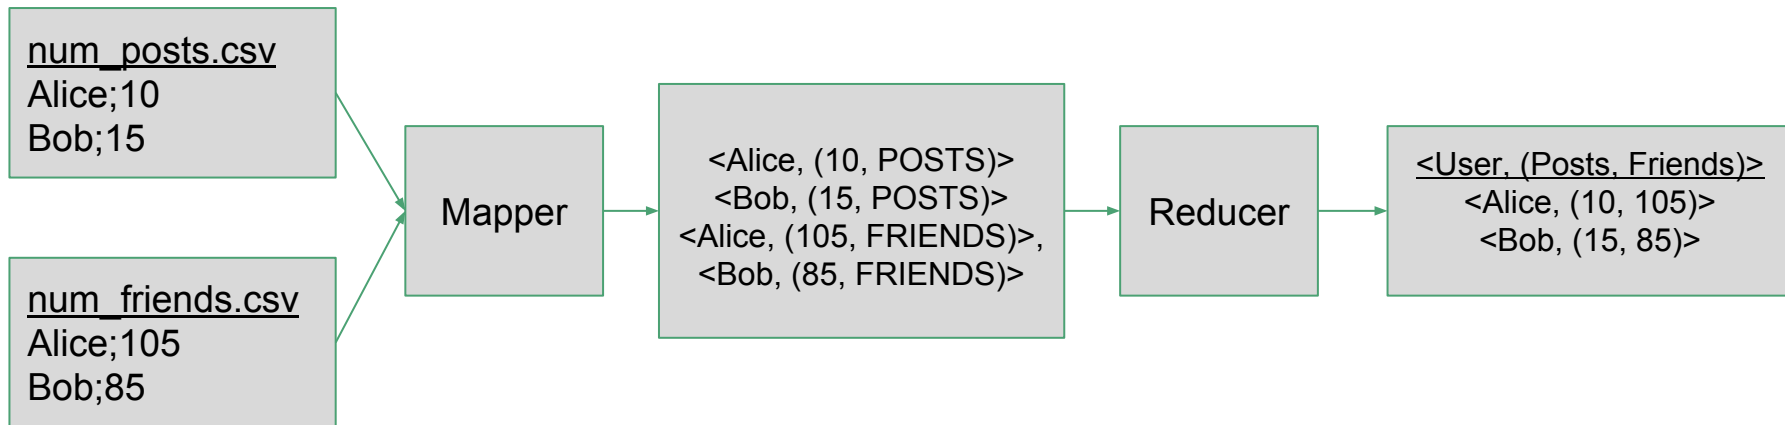 num_posts.csv
Alice;10
Bob;15
num_friends.csv
Alice;105
Bob;85
Mapper
<Alice, (10, POSTS)>
<Bob, (15, POSTS)>
<Alice, (105, FRIENDS)>,
<Bob, (85, FRIENDS)>
Reducer
<User, (Posts, Friends)>
<Alice, (10, 105)>
<Bob, (15, 85)>